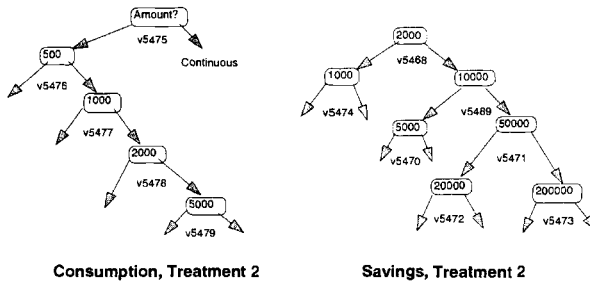 Amount?
v5475
Continuous
500
v5476
1000
v5477
2000
v5478
5000
v5479
Consumption, Treatment 2
2000
v5468
1000
v5474
10000
v5469
5000
v5470
50000
v5471
20000
v5472
200000
v5473
Savings, Treatment 2